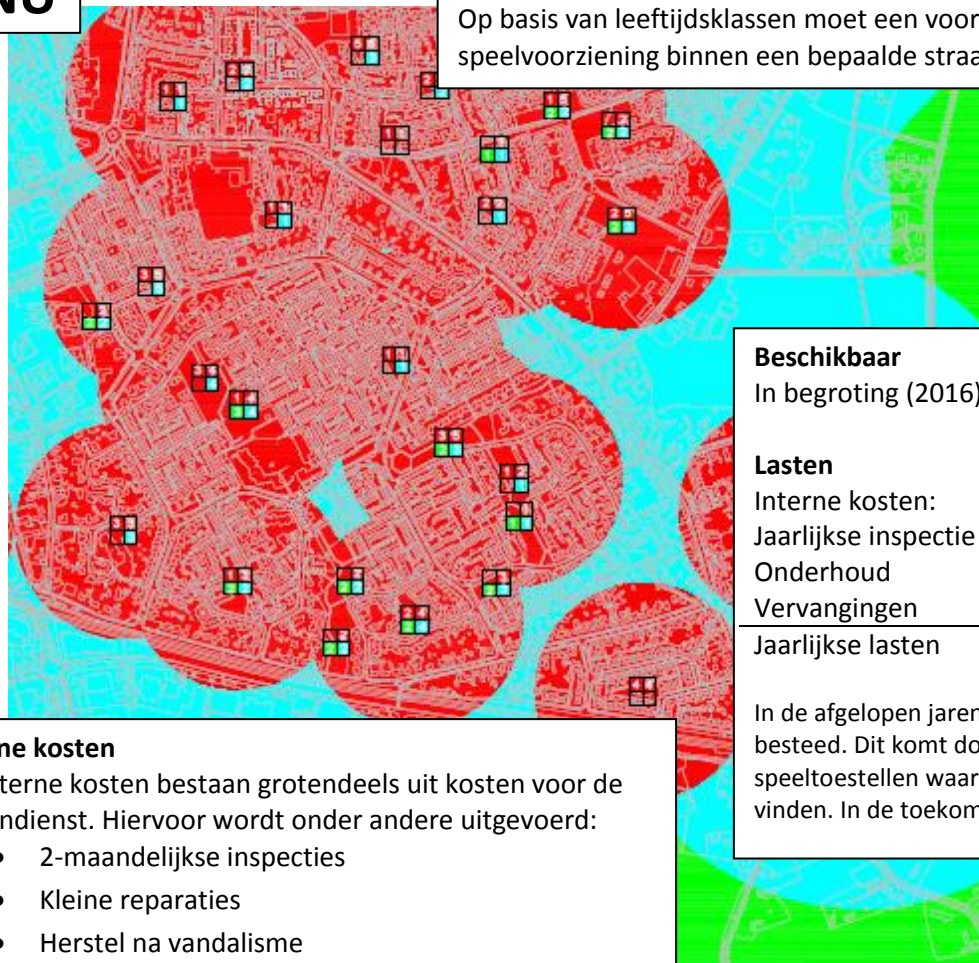 NU
Op basis van leeftijdsklassen moet een voor
speelvoorziening binnen een bepaalde straa
Beschikbaar
In begroting (2016)
Lasten
Interne kosten:
Jaarlijkse inspectie
Onderhoud
Vervangingen
Jaarlijkse lasten
In de afgelopen jaren
besteed. Dit komt do
speeltoestellen waar
vinden. In de toekom
ne kosten
terne kosten bestaan grotendeels uit kosten voor de
ndienst. Hiervoor wordt onder andere uitgevoerd:
• 2-maandelijkse inspecties
• Kleine reparaties
• Herstel na vandalisme